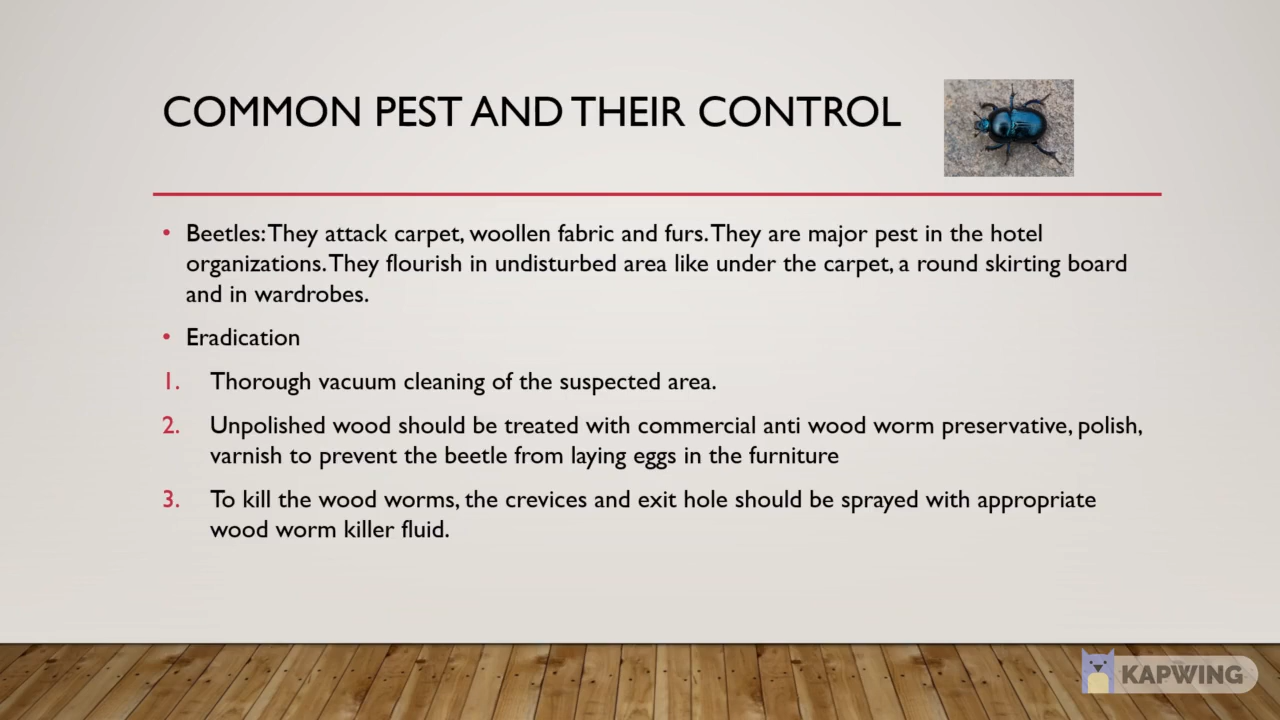 COMMON PEST AND THEIR CONTROL
• Beetles: They attack carpet, woollen fabric and furs. They are major pest in the hotel
organizations. They flourish in undisturbed area like under the carpet, a round skirting board
and in wardrobes.
• Eradication
1. Thorough vacuum cleaning of the suspected area.
2. Unpolished wood should be treated with commercial anti wood worm preservative, polish,
varnish to prevent the beetle from laying eggs in the furniture
3. To kill the wood worms, the crevices and exit hole should be sprayed with appropriate
wood worm killer fluid.
KAPWING